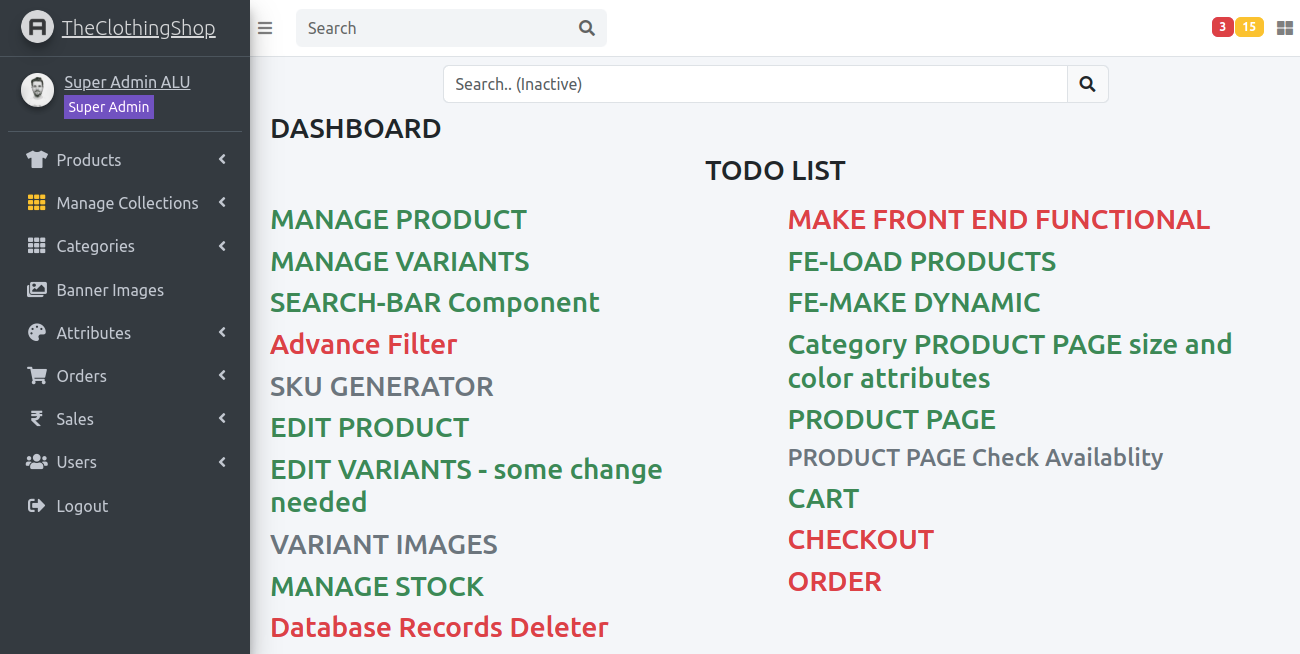 TheClothingShop
Search
3
15
Super Admin ALU
Super Admin
Products
Manage Collections
Categories
Banner Images
Attributes
Orders
Sales
Users
Logout
Search.. (Inactive)
DASHBOARD
TODO LIST
MANAGE PRODUCT
MANAGE VARIANTS
SEARCH-BAR Component
Advance Filter
SKU GENERATOR
EDIT PRODUCT
EDIT VARIANTS - some change
needed
VARIANT IMAGES
MANAGE STOCK
Database Records Deleter
MAKE FRONT END FUNCTIONAL
FE-LOAD PRODUCTS
FE-MAKE DYNAMIC
Category PRODUCT PAGE size and
color attributes
PRODUCT PAGE
PRODUCT PAGE Check Availablity
CART
CHECKOUT
ORDER